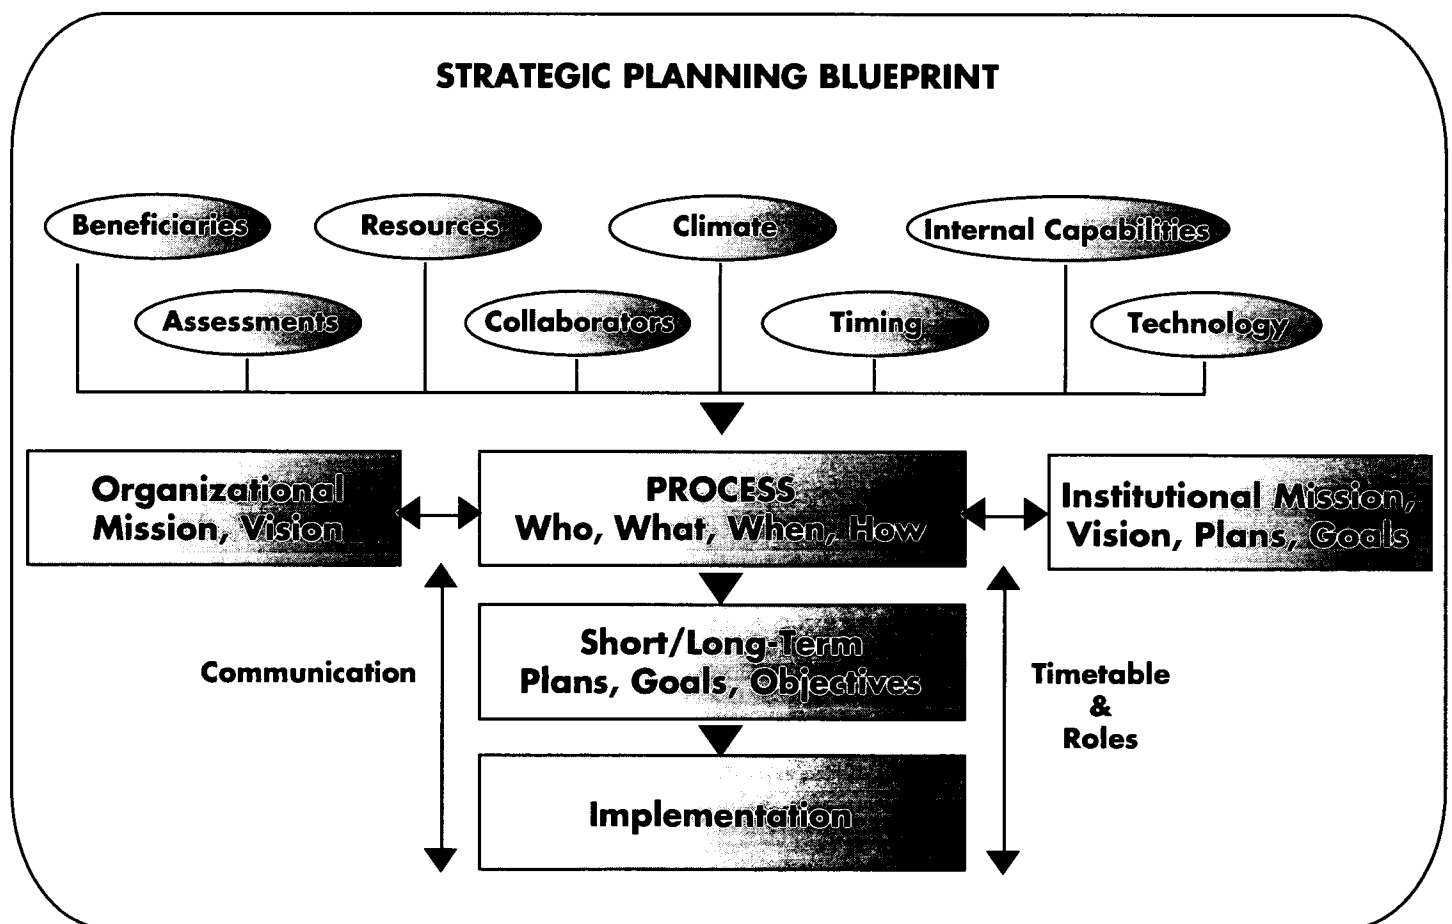 STRATEGIC PLANNING BLUEPRINT
Beneficiaries
Resources
Climate
Internal Capabilities
Assessments
Collaborators
Timing
Technology
Organizational
Mission, Vision
PROCESS
Who, What, When, How
Institutional Mission,
Vision, Plans, Goals
Short/Long-Term
Plans, Goals, Objectives
Communication
Timetable
&
Roles
Implementation